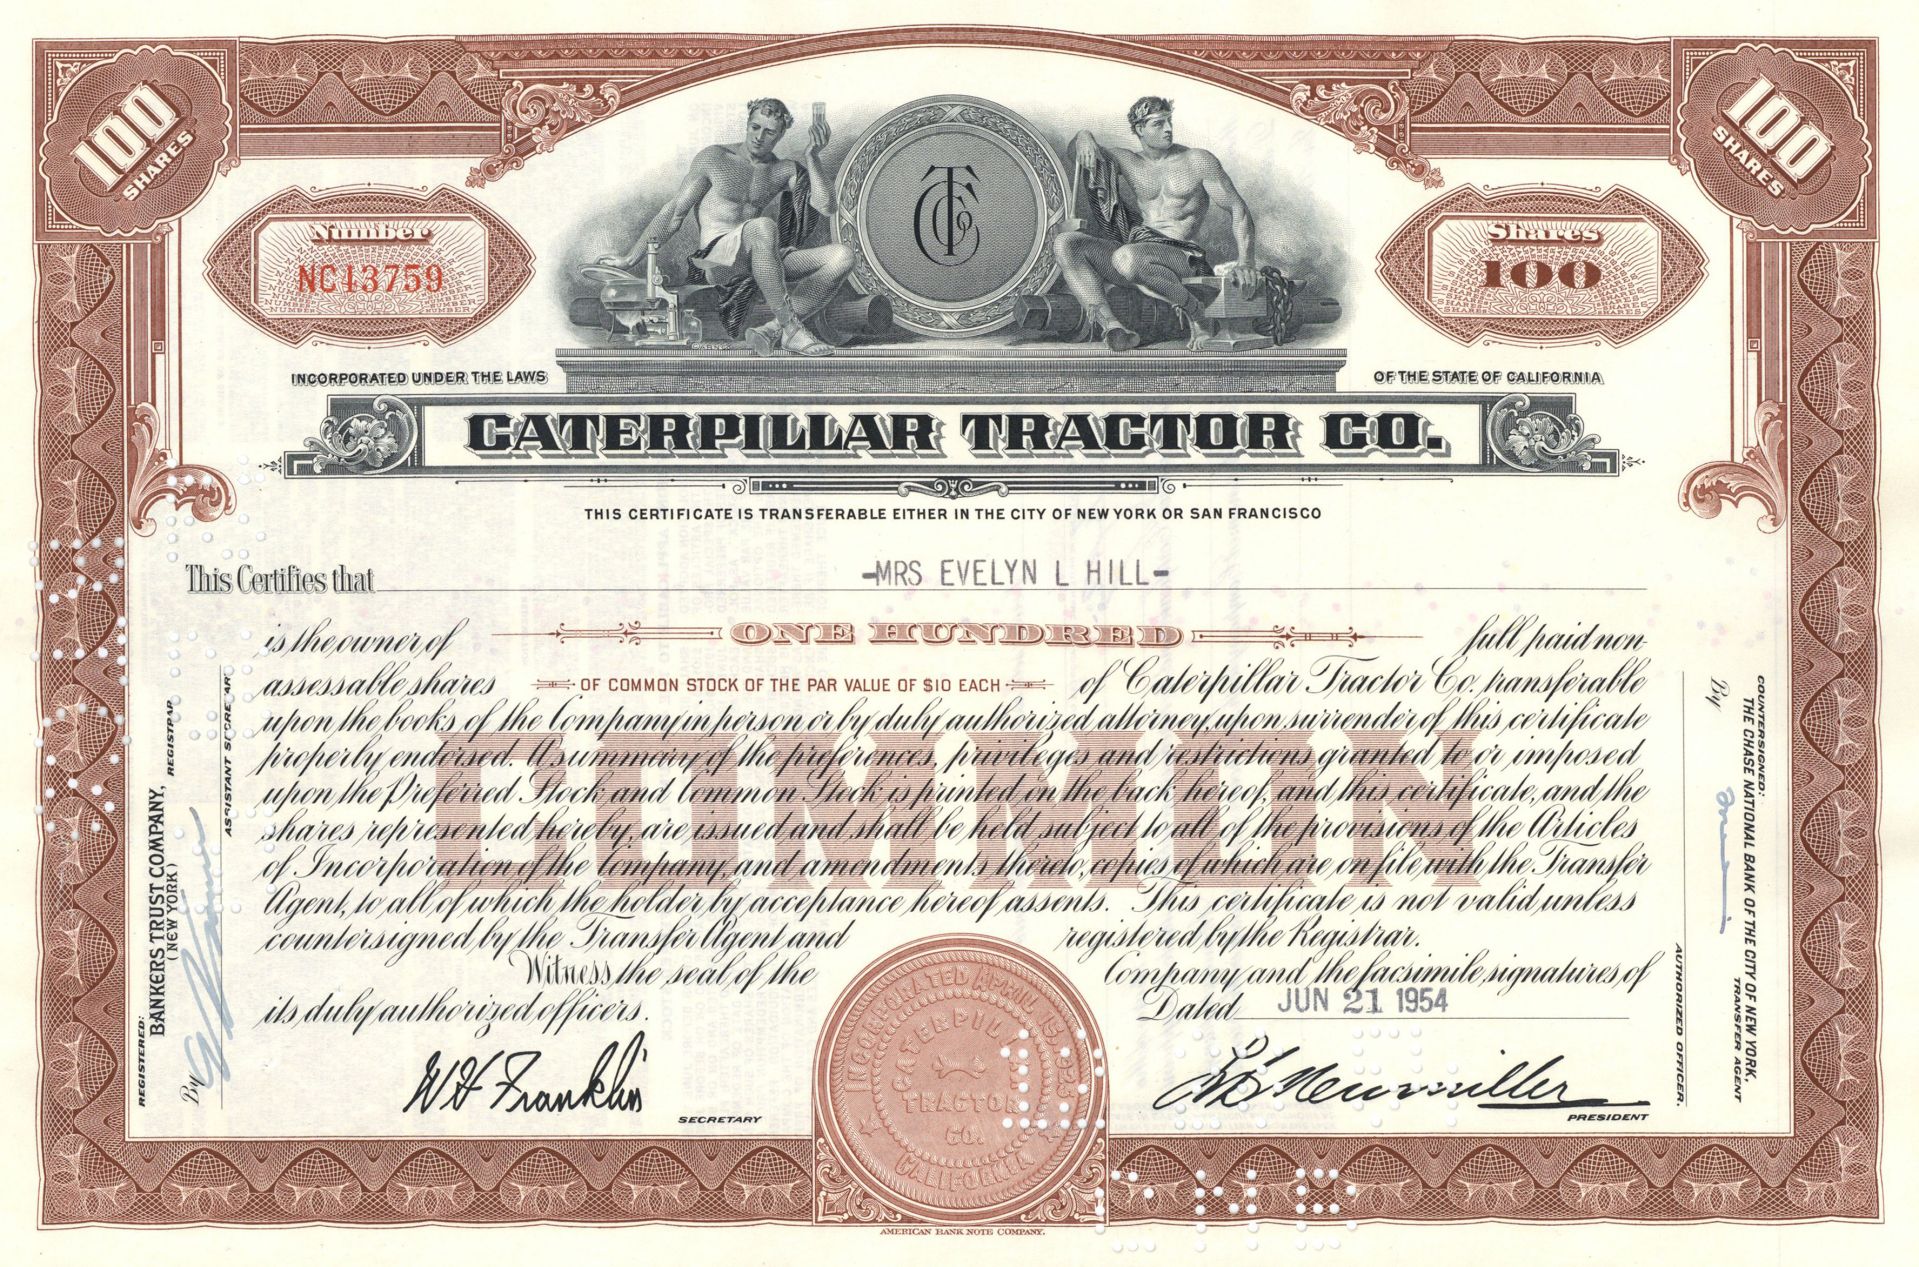 100
SHARES
100
SHARES
Number
NC13759
Shares
100
TCCo
INCORPORATED UNDER THE LAWS
OF THE STATE OF CALIFORNIA
CATERPILLAR TRACTOR CO.
THIS CERTIFICATE IS TRANSFERABLE EITHER IN THE CITY OF NEW YORK OR SAN FRANCISCO
This Certifies that -MRS EVELYN L HILL-
is the owner of ONE HUNDRED full paid non-
assessable shares OF COMMON STOCK OF THE PAR VALUE OF $10 EACH of Caterpillar Tractor Co. transferable
upon the books of the Company in person or by duly authorized attorney, upon surrender of this certificate
properly endorsed. A summary of the preferences, privileges and restrictions granted to or imposed
upon the Preferred Stock and Common Stock is printed on the back hereof, and this certificate, and the
shares represented hereby, are issued and shall be held subject to all of the provisions of the Articles
of Incorporation of the Company, and amendments thereto, copies of which are on file with the Transfer
Agent, to all of which the holder by acceptance hereof assents. This certificate is not valid unless
countersigned by the Transfer Agent and registered by the Registrar.
Witness the seal of the Company and the facsimile signatures of
its duly authorized officers. Dated JUN 21 1954
COMMON
W H Franklin
SECRETARY
L B Neumiller
PRESIDENT
INCORPORATED APRIL 15, 1925
CATERPILLAR
TRACTOR
CO.
CALIFORNIA
REGISTERED:
BANKERS TRUST COMPANY,
(NEW YORK) REGISTRAR
By
ASSISTANT SECRETARY
COUNTERSIGNED:
THE CHASE NATIONAL BANK OF THE CITY OF NEW YORK,
TRANSFER AGENT
By
AUTHORIZED OFFICER.
AMERICAN BANK NOTE COMPANY.